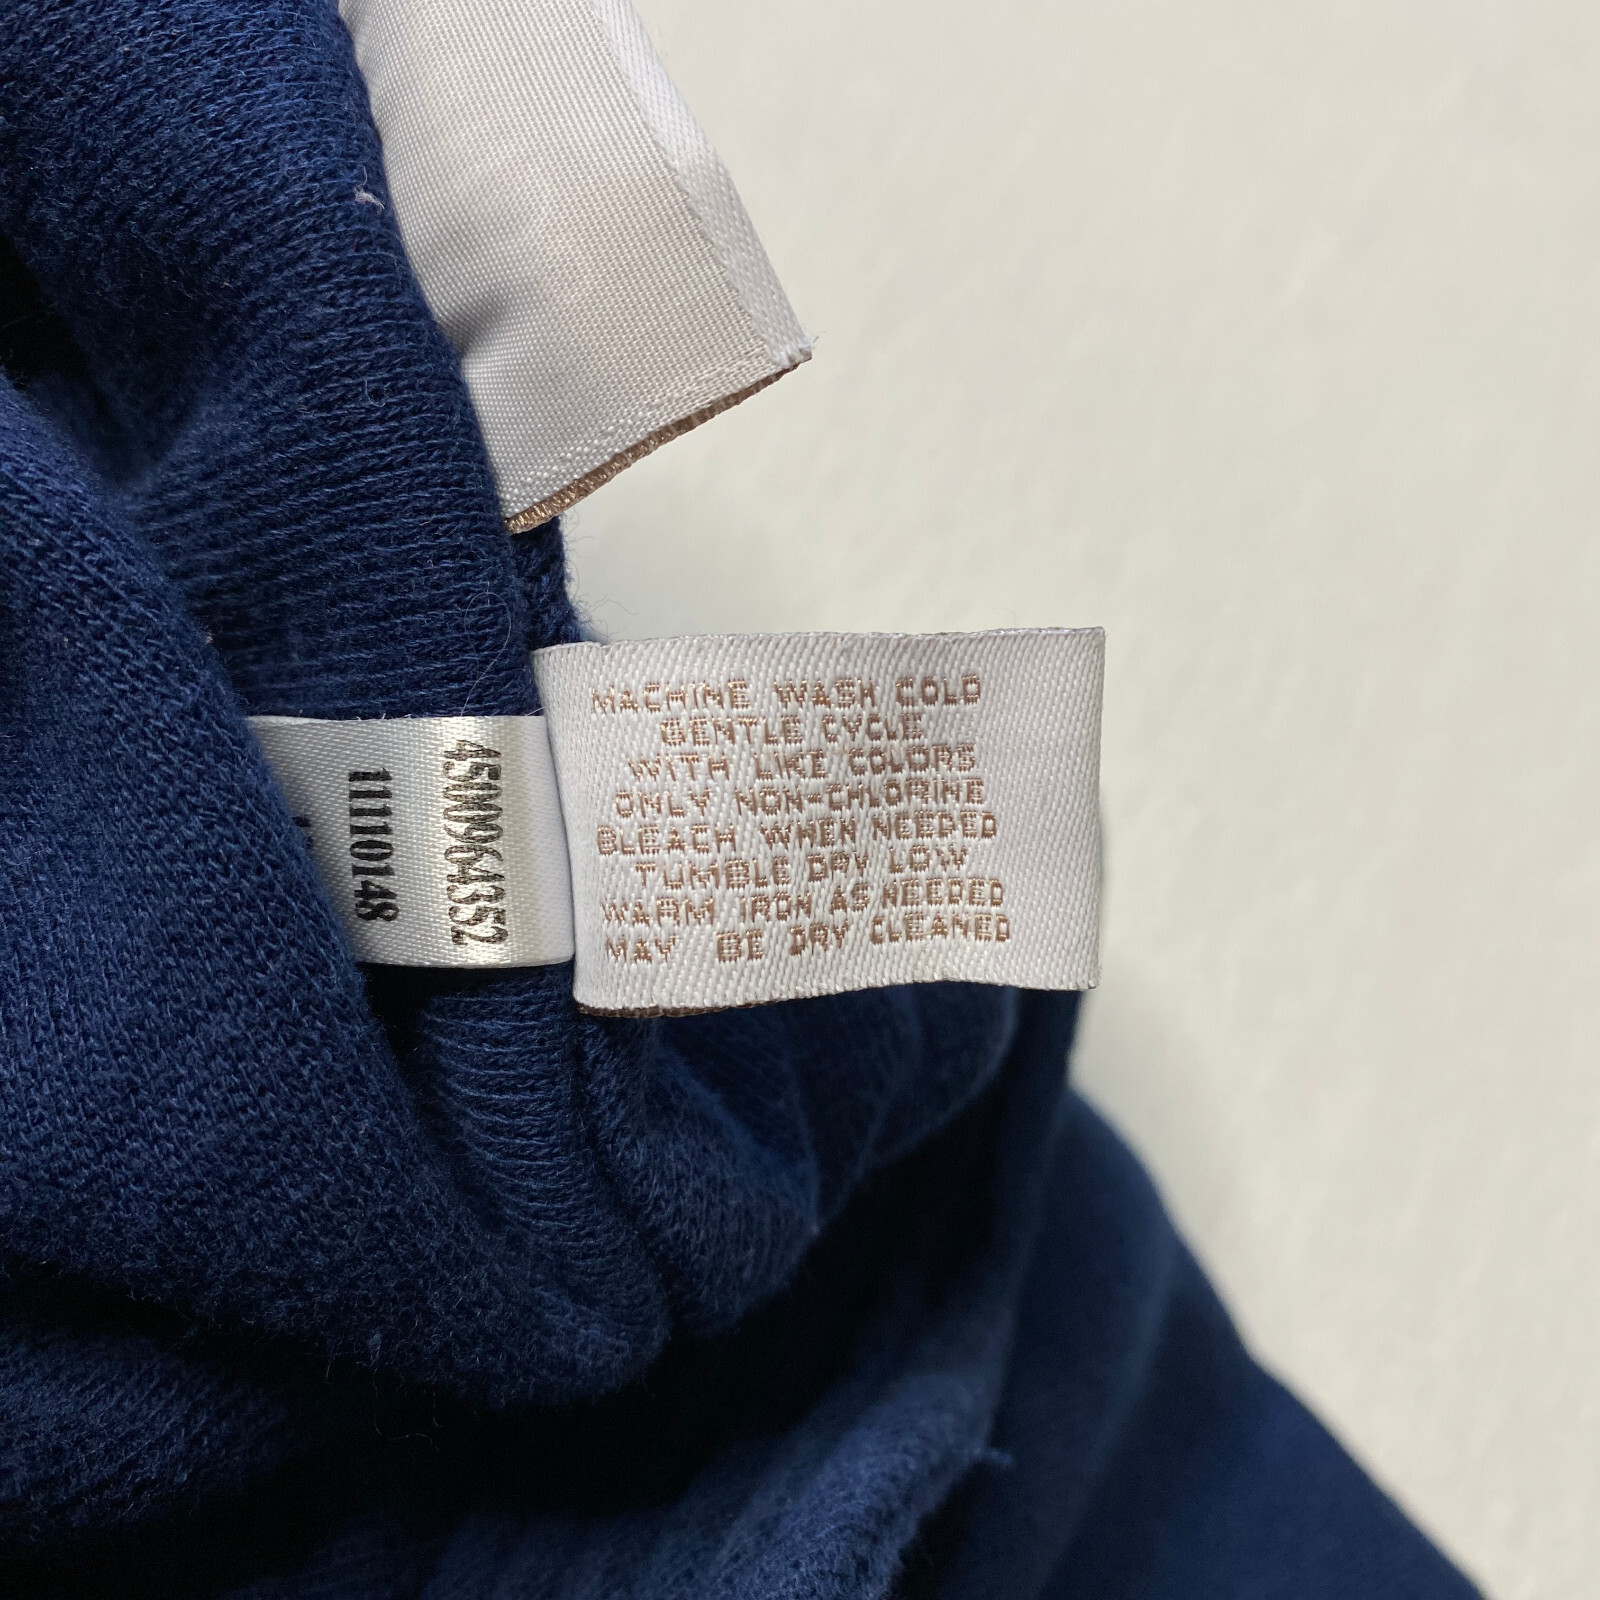 MACHINE WASH COLD
GENTLE CYCLE
WITH LIKE COLORS
ONLY NON-CHLORINE
BLEACH WHEN NEEDED
TUMBLE DRY LOW
WARM IRON AS NEEDED
MAY BE DRY CLEANED
4500964352
11110148